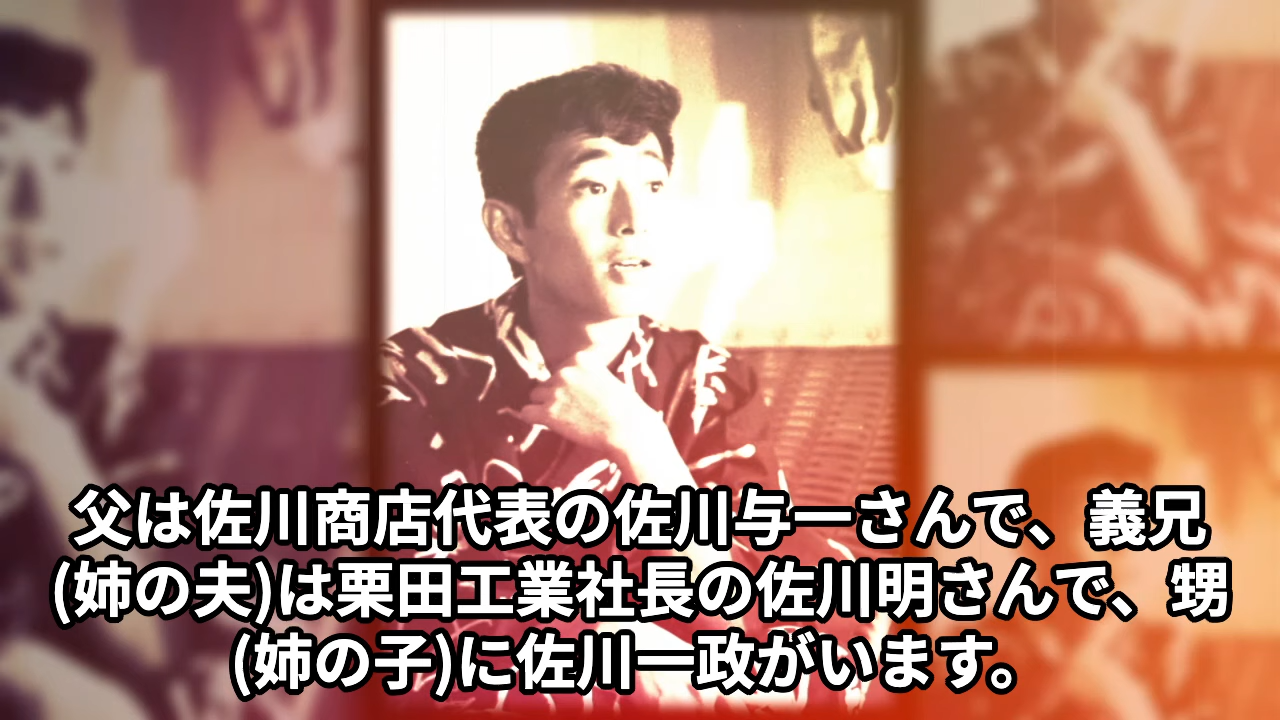 父は佐川商店代表の佐川与一さんで、義兄
(姉の夫)は栗田工業社長の佐川明さんで、甥
(姉の子)に佐川一政がいます。